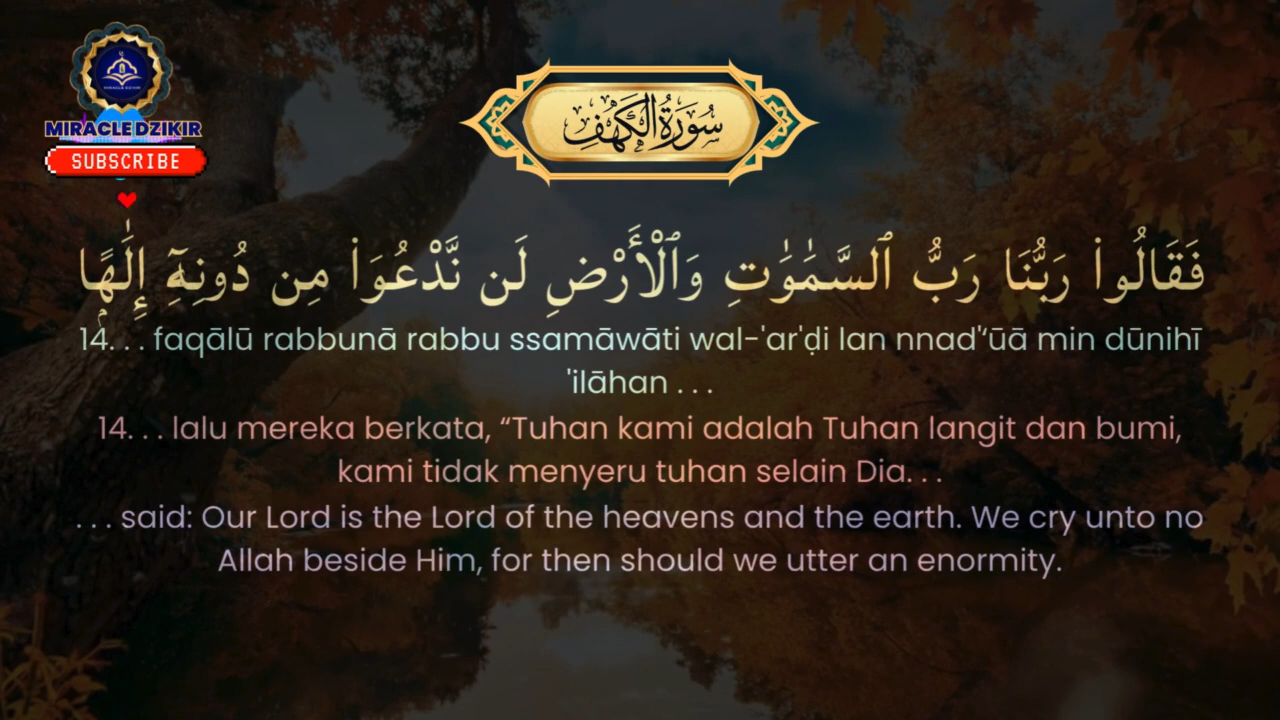 MIRACLE DZIKIR
SUBSCRIBE
سُورَةُ الْكَهْفِ
فَقَالُوا۟ رَبُّنَا رَبُّ ٱلسَّمَٰوَٰتِ وَٱلْأَرْضِ لَن نَّدْعُوَا۟ مِن دُونِهِۦٓ إِلَٰهًۭا
14. . . faqālū rabbunā rabbu ssamāwāti wal-'ar'ḍi lan nnad'‘ūā min dūnihī
'ilāhan . . .
14. . . lalu mereka berkata, “Tuhan kami adalah Tuhan langit dan bumi,
kami tidak menyeru tuhan selain Dia. . .
. . . said: Our Lord is the Lord of the heavens and the earth. We cry unto no
Allah beside Him, for then should we utter an enormity.